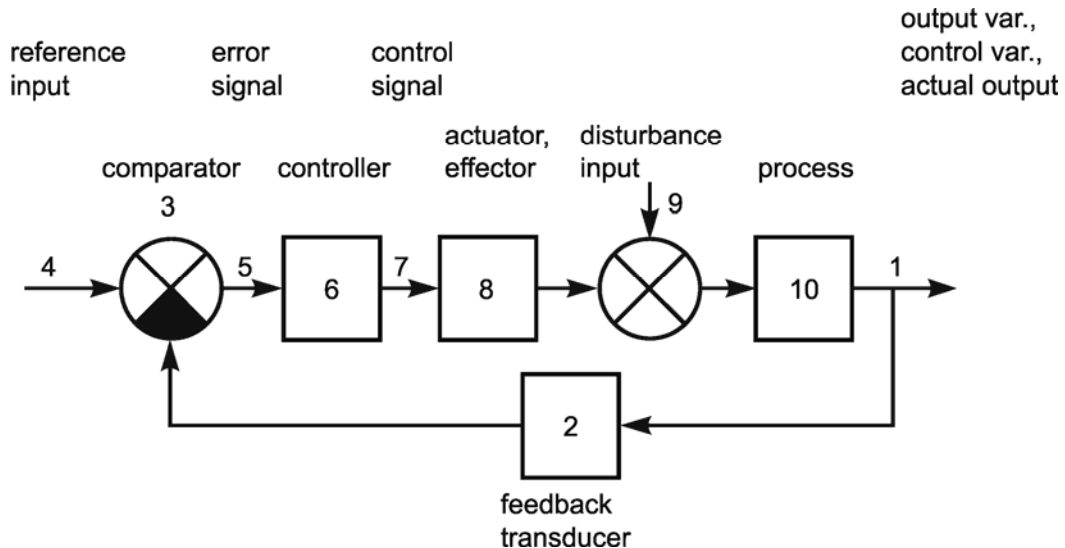 reference
input
error
signal
control
signal
output var.,
control var.,
actual output
comparator
controller
actuator,
effector
disturbance
input
process
3
9
4
5
6
7
8
10
1
2
feedback
transducer